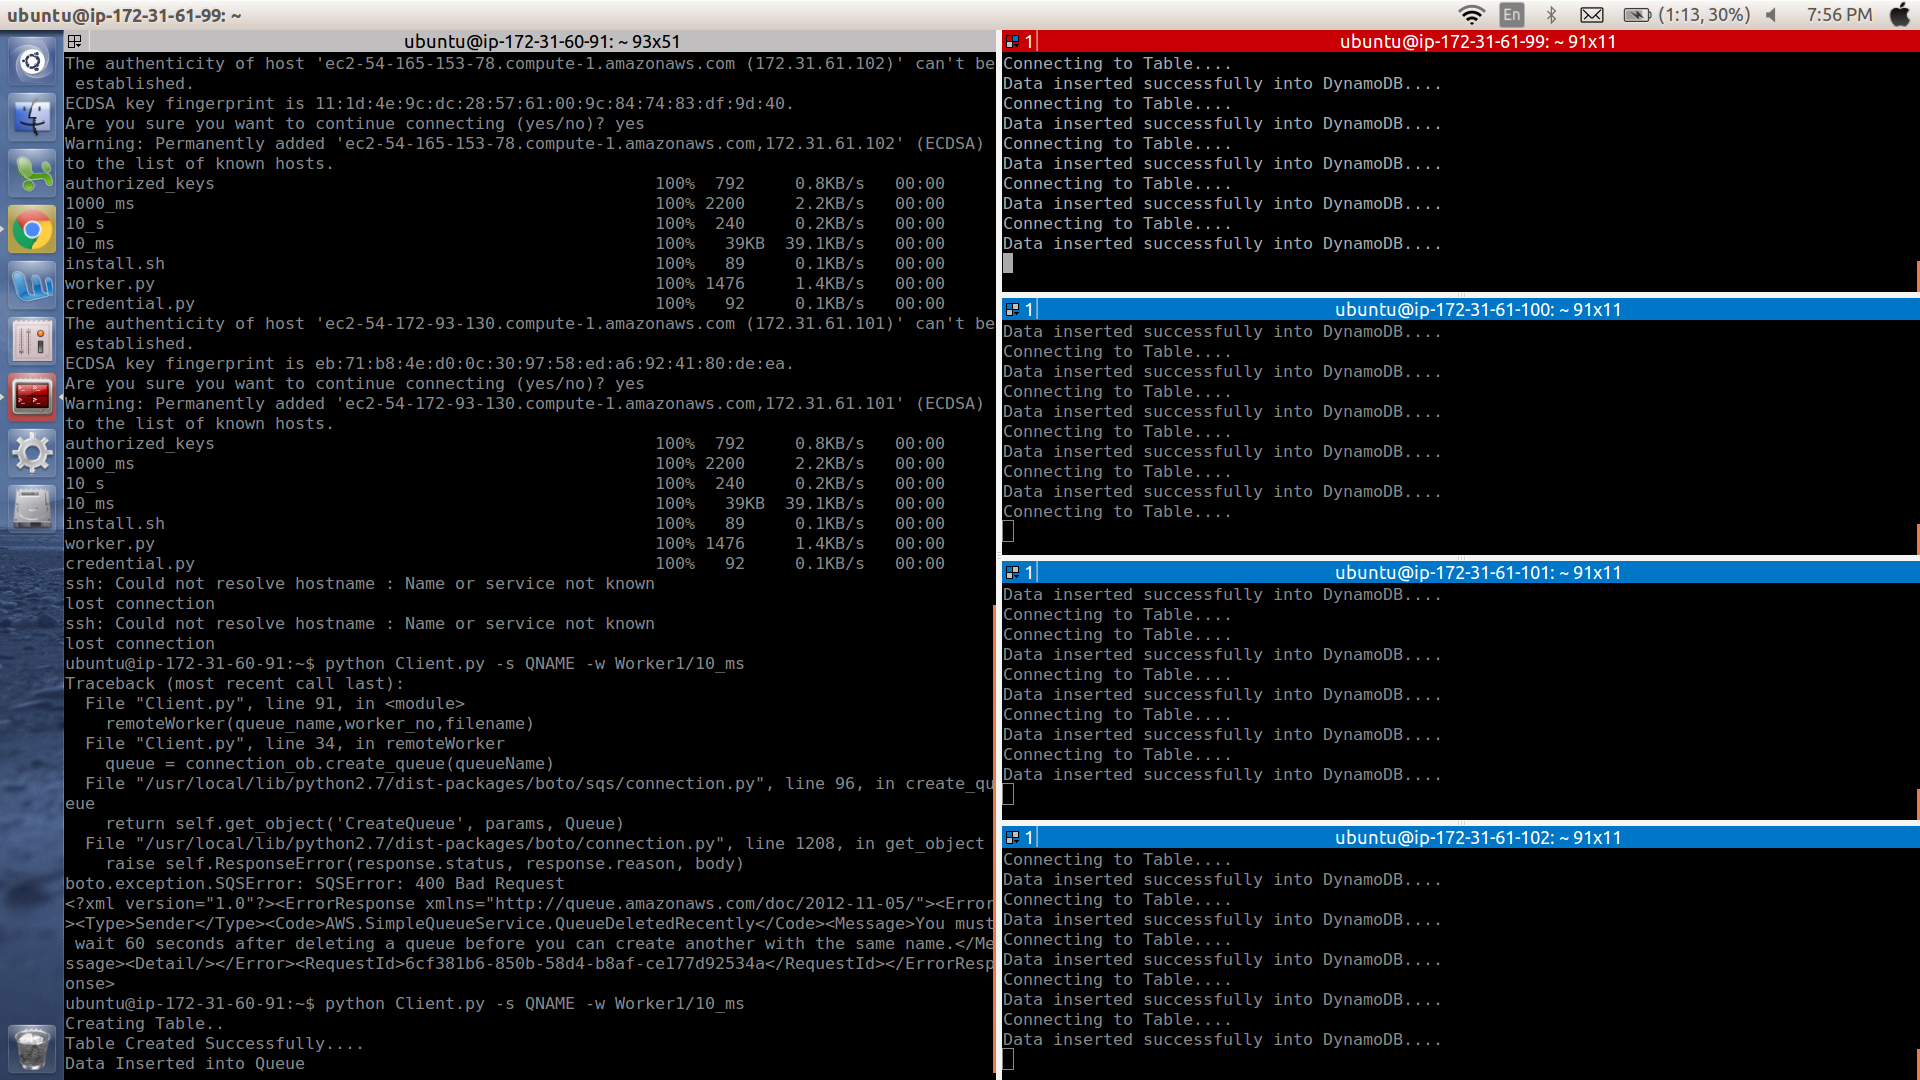 ubuntu@ip-172-31-61-99: ~
En
(1:13, 30%)
7:56 PM
ubuntu@ip-172-31-60-91: ~ 93x51
The authenticity of host 'ec2-54-165-153-78.compute-1.amazonaws.com (172.31.61.102)' can't be
 established.
ECDSA key fingerprint is 11:1d:4e:9c:dc:28:57:61:00:9c:84:74:83:df:9d:40.
Are you sure you want to continue connecting (yes/no)? yes
Warning: Permanently added 'ec2-54-165-153-78.compute-1.amazonaws.com,172.31.61.102' (ECDSA)
to the list of known hosts.
authorized_keys 100% 792 0.8KB/s 00:00
1000_ms 100% 2200 2.2KB/s 00:00
10_s 100% 240 0.2KB/s 00:00
10_ms 100% 39KB 39.1KB/s 00:00
install.sh 100% 89 0.1KB/s 00:00
worker.py 100% 1476 1.4KB/s 00:00
credential.py 100% 92 0.1KB/s 00:00
The authenticity of host 'ec2-54-172-93-130.compute-1.amazonaws.com (172.31.61.101)' can't be
 established.
ECDSA key fingerprint is eb:71:b8:4e:d0:0c:30:97:58:ed:a6:92:41:80:de:ea.
Are you sure you want to continue connecting (yes/no)? yes
Warning: Permanently added 'ec2-54-172-93-130.compute-1.amazonaws.com,172.31.61.101' (ECDSA)
to the list of known hosts.
authorized_keys 100% 792 0.8KB/s 00:00
1000_ms 100% 2200 2.2KB/s 00:00
10_s 100% 240 0.2KB/s 00:00
10_ms 100% 39KB 39.1KB/s 00:00
install.sh 100% 89 0.1KB/s 00:00
worker.py 100% 1476 1.4KB/s 00:00
credential.py 100% 92 0.1KB/s 00:00
ssh: Could not resolve hostname : Name or service not known
lost connection
ssh: Could not resolve hostname : Name or service not known
lost connection
ubuntu@ip-172-31-60-91:~$ python Client.py -s QNAME -w Worker1/10_ms
Traceback (most recent call last):
  File "Client.py", line 91, in <module>
    remoteWorker(queue_name,worker_no,filename)
  File "Client.py", line 34, in remoteWorker
    queue = connection_ob.create_queue(queueName)
  File "/usr/local/lib/python2.7/dist-packages/boto/sqs/connection.py", line 96, in create_qu
eue
    return self.get_object('CreateQueue', params, Queue)
  File "/usr/local/lib/python2.7/dist-packages/boto/connection.py", line 1208, in get_object
    raise self.ResponseError(response.status, response.reason, body)
boto.exception.SQSError: SQSError: 400 Bad Request
<?xml version="1.0"?><ErrorResponse xmlns="http://queue.amazonaws.com/doc/2012-11-05/"><Error
><Type>Sender</Type><Code>AWS.SimpleQueueService.QueueDeletedRecently</Code><Message>You must
 wait 60 seconds after deleting a queue before you can create another with the same name.</Me
ssage><Detail/></Error><RequestId>6cf381b6-850b-58d4-b8af-ce177d92534a</RequestId></ErrorResp
onse>
ubuntu@ip-172-31-60-91:~$ python Client.py -s QNAME -w Worker1/10_ms
Creating Table..
Table Created Successfully....
Data Inserted into Queue
1
ubuntu@ip-172-31-61-99: ~ 91x11
Connecting to Table....
Data inserted successfully into DynamoDB....
Connecting to Table....
Data inserted successfully into DynamoDB....
Connecting to Table....
Data inserted successfully into DynamoDB....
Connecting to Table....
Data inserted successfully into DynamoDB....
Connecting to Table....
Data inserted successfully into DynamoDB....
1
ubuntu@ip-172-31-61-100: ~ 91x11
Data inserted successfully into DynamoDB....
Connecting to Table....
Data inserted successfully into DynamoDB....
Connecting to Table....
Data inserted successfully into DynamoDB....
Connecting to Table....
Data inserted successfully into DynamoDB....
Connecting to Table....
Data inserted successfully into DynamoDB....
Connecting to Table....
1
ubuntu@ip-172-31-61-101: ~ 91x11
Data inserted successfully into DynamoDB....
Connecting to Table....
Connecting to Table....
Data inserted successfully into DynamoDB....
Connecting to Table....
Data inserted successfully into DynamoDB....
Connecting to Table....
Data inserted successfully into DynamoDB....
Connecting to Table....
Data inserted successfully into DynamoDB....
1
ubuntu@ip-172-31-61-102: ~ 91x11
Connecting to Table....
Data inserted successfully into DynamoDB....
Connecting to Table....
Data inserted successfully into DynamoDB....
Connecting to Table....
Data inserted successfully into DynamoDB....
Connecting to Table....
Data inserted successfully into DynamoDB....
Connecting to Table....
Data inserted successfully into DynamoDB....